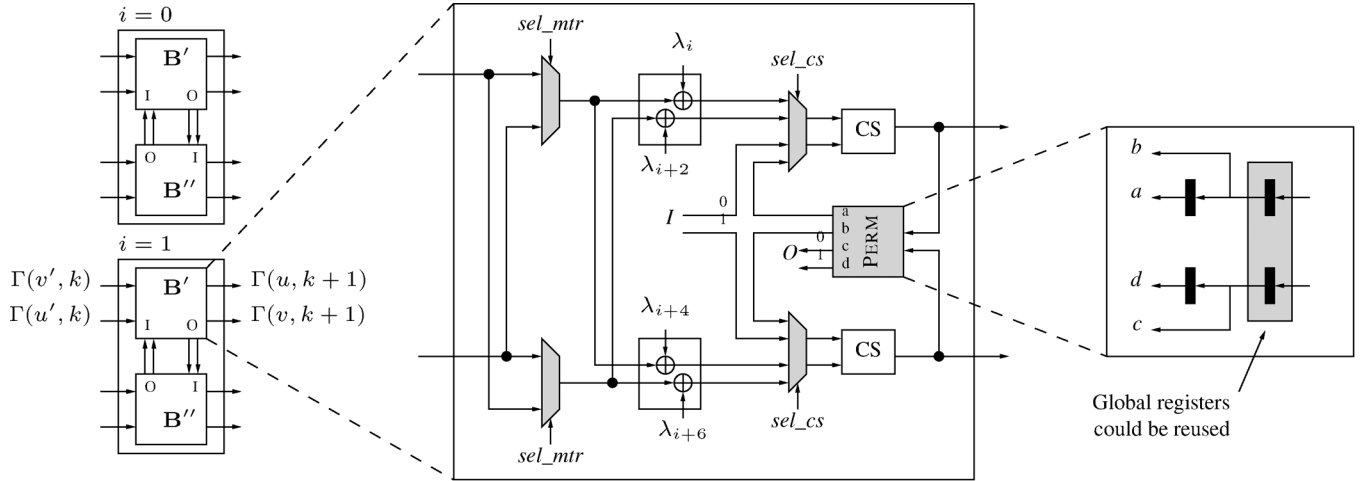 i = 0
B′
I O
O I
B″
i = 1
Γ(v′, k) B′ Γ(u, k + 1)
Γ(u′, k) I O Γ(v, k + 1)
O I
B″
sel_mtr
λi
λi+2
sel_cs
CS
I 0
1
a
b
c
d
PERM
O 0
1
λi+4
λi+6
CS
sel_cs
sel_mtr
b
a
d
c
Global registers
could be reused